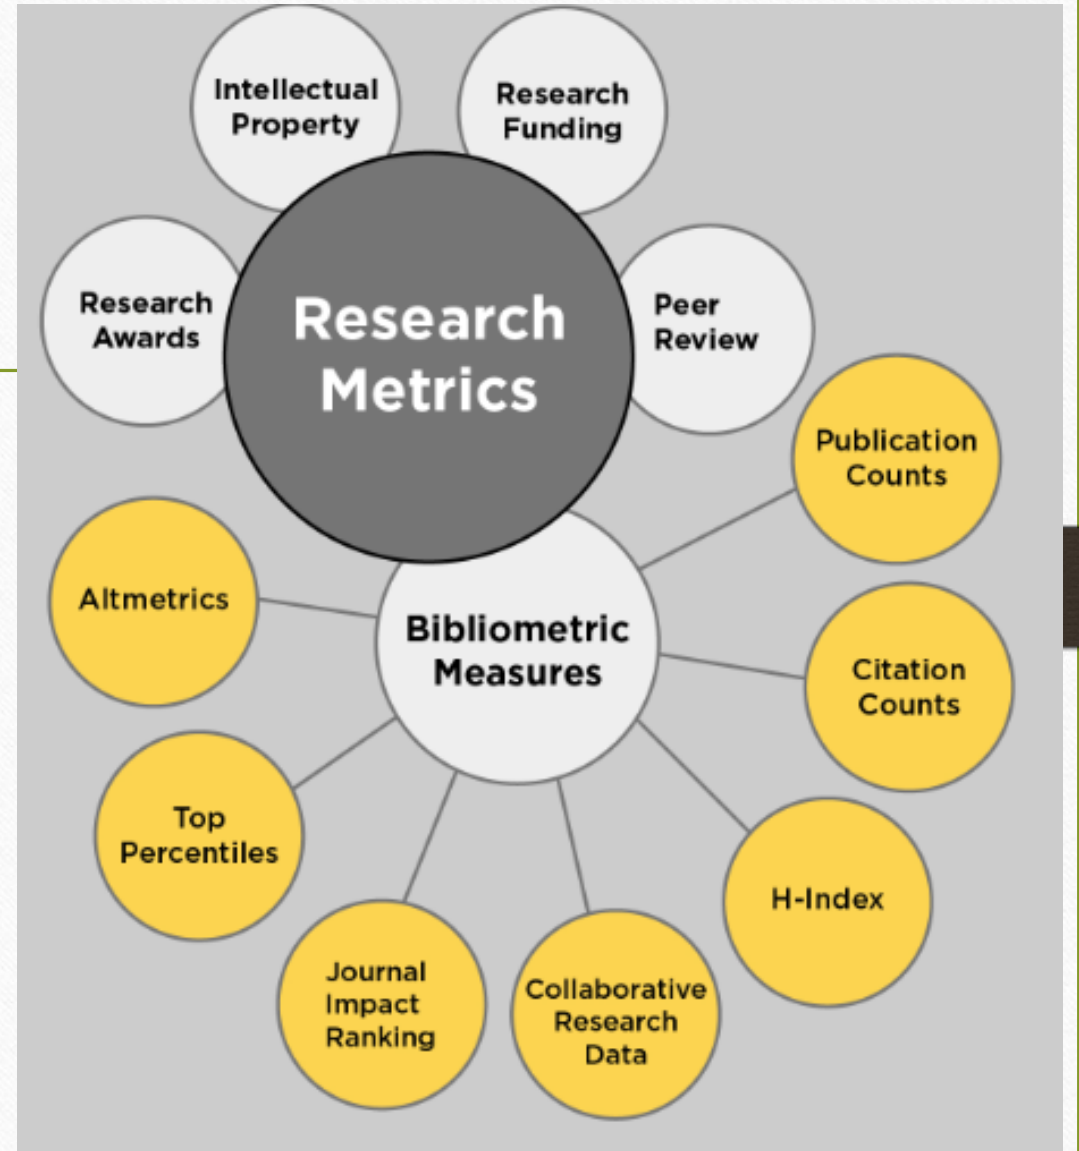 Intellectual
Property
Research
Funding
Research
Awards
Research
Metrics
Peer
Review
Publication
Counts
Altmetrics
Bibliometric
Measures
Citation
Counts
Top
Percentiles
H-Index
Journal
Impact
Ranking
Collaborative
Research
Data